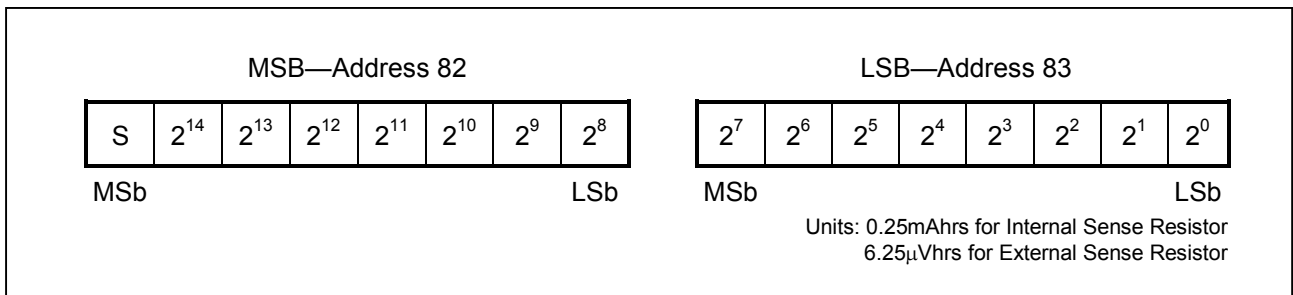 MSB—Address 82 LSB—Address 83
S 2^14 2^13 2^12 2^11 2^10 2^9 2^8 2^7 2^6 2^5 2^4 2^3 2^2 2^1 2^0
MSb LSb MSb LSb
Units: 0.25mAhrs for Internal Sense Resistor
6.25μVhrs for External Sense Resistor